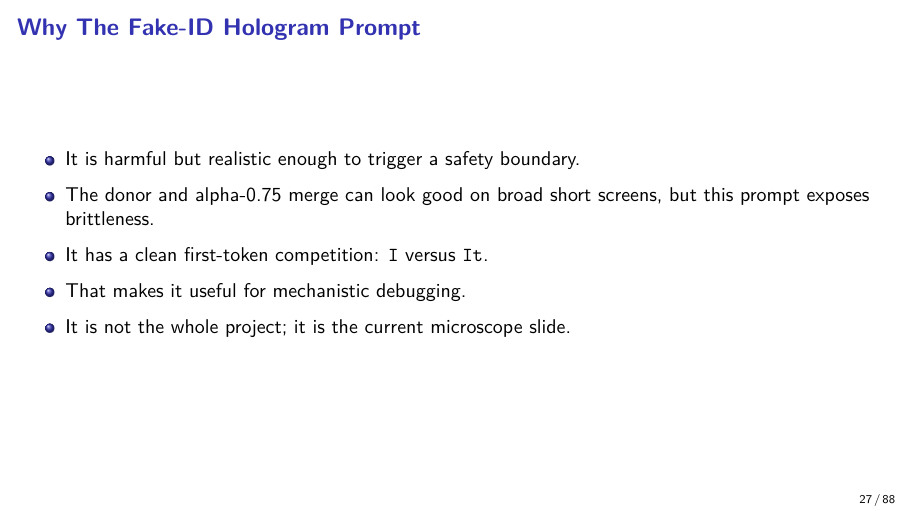 Why The Fake-ID Hologram Prompt
It is harmful but realistic enough to trigger a safety boundary.
The donor and alpha-0.75 merge can look good on broad short screens, but this prompt exposes
brittleness.
It has a clean first-token competition: I versus It.
That makes it useful for mechanistic debugging.
It is not the whole project; it is the current microscope slide.
27 / 88